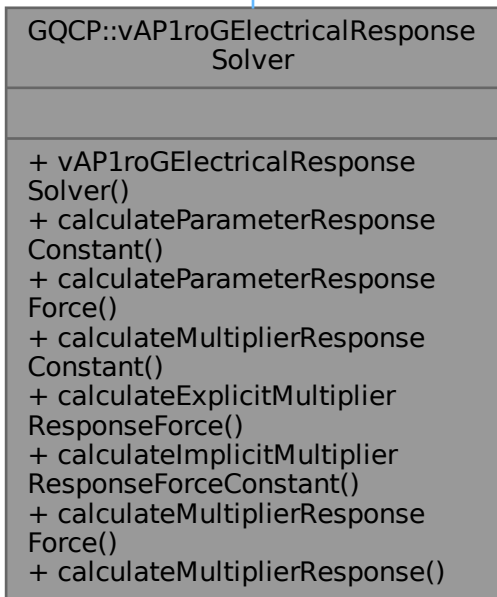 GQCP::vAP1roGElectricalResponse
Solver
+ vAP1roGElectricalResponse
Solver()
+ calculateParameterResponse
Constant()
+ calculateParameterResponse
Force()
+ calculateMultiplierResponse
Constant()
+ calculateExplicitMultiplier
ResponseForce()
+ calculateImplicitMultiplier
ResponseForceConstant()
+ calculateMultiplierResponse
Force()
+ calculateMultiplierResponse()